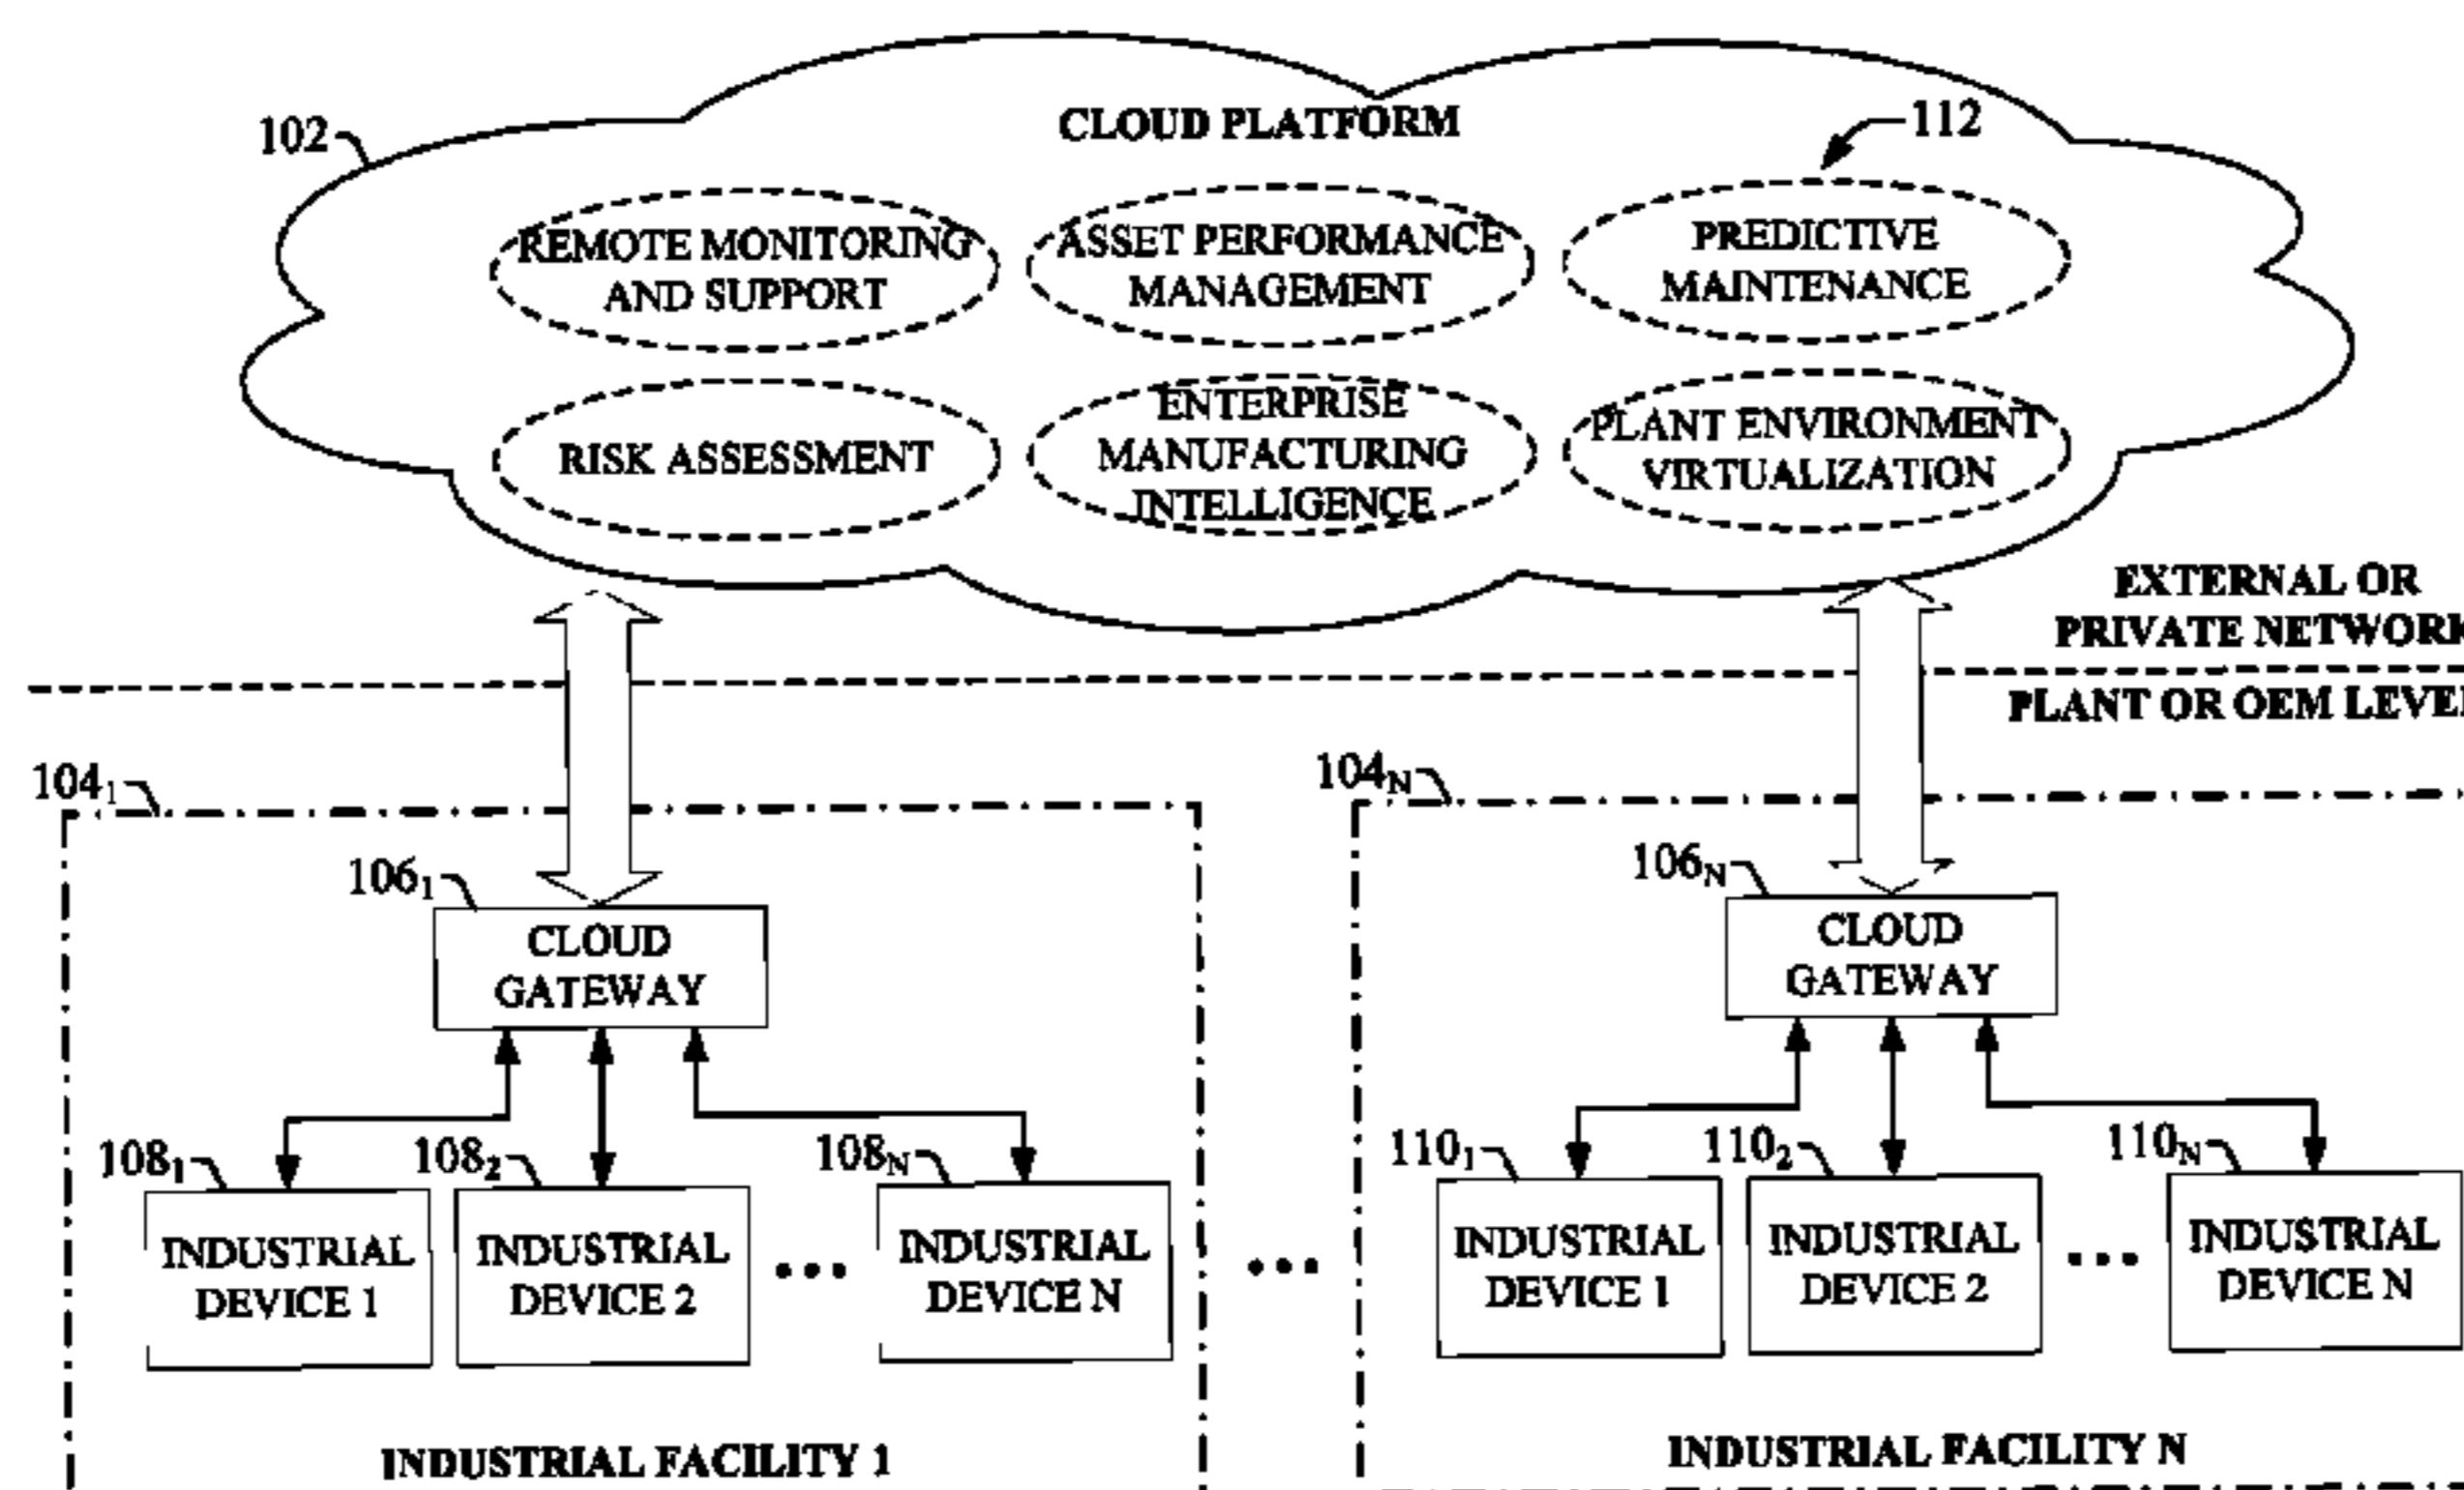 CLOUD PLATFORM
102
112
REMOTE MONITORING
AND SUPPORT
ASSET PERFORMANCE
MANAGEMENT
PREDICTIVE
MAINTENANCE
RISK ASSESSMENT
ENTERPRISE
MANUFACTURING
INTELLIGENCE
PLANT ENVIRONMENT
VIRTUALIZATION
EXTERNAL OR
PRIVATE NETWORK
PLANT OR OEM LEVEL
104₁
104N
106₁
CLOUD
GATEWAY
106N
CLOUD
GATEWAY
108₁
INDUSTRIAL
DEVICE 1
108₂
INDUSTRIAL
DEVICE 2
•••
108N
INDUSTRIAL
DEVICE N
•••
110₁
INDUSTRIAL
DEVICE 1
110₂
INDUSTRIAL
DEVICE 2
•••
110N
INDUSTRIAL
DEVICE N
INDUSTRIAL FACILITY 1
INDUSTRIAL FACILITY N